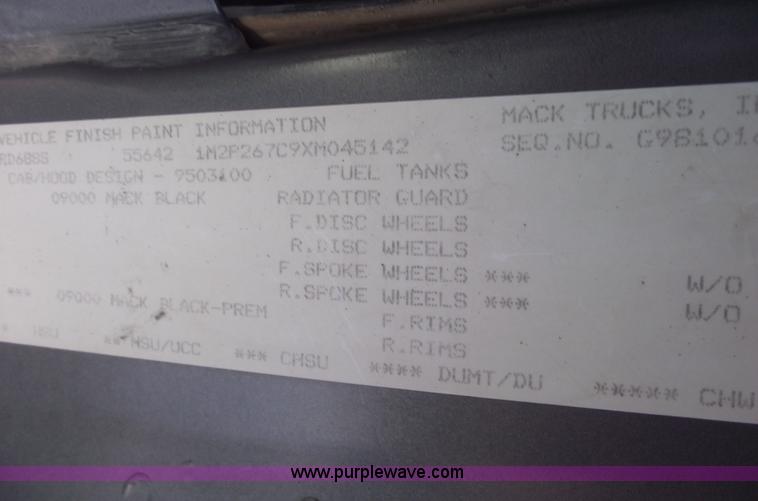 VEHICLE FINISH PAINT INFORMATION MACK TRUCKS,
RD688S 55642 1M2P267C9XM045142 SEQ.NO. G98101
CAB/HOOD DESIGN - 9503100 FUEL TANKS
09000 MACK BLACK RADIATOR GUARD
F.DISC WHEELS
R.DISC WHEELS
F.SPOKE WHEELS *** W/O
*** 09000 MACK BLACK-PREM R.SPOKE WHEELS *** W/O
F.RIMS
R.RIMS
* HSU ** HSU/UCC *** CHSU **** DUMT/DU ***** CHW
www.purplewave.com